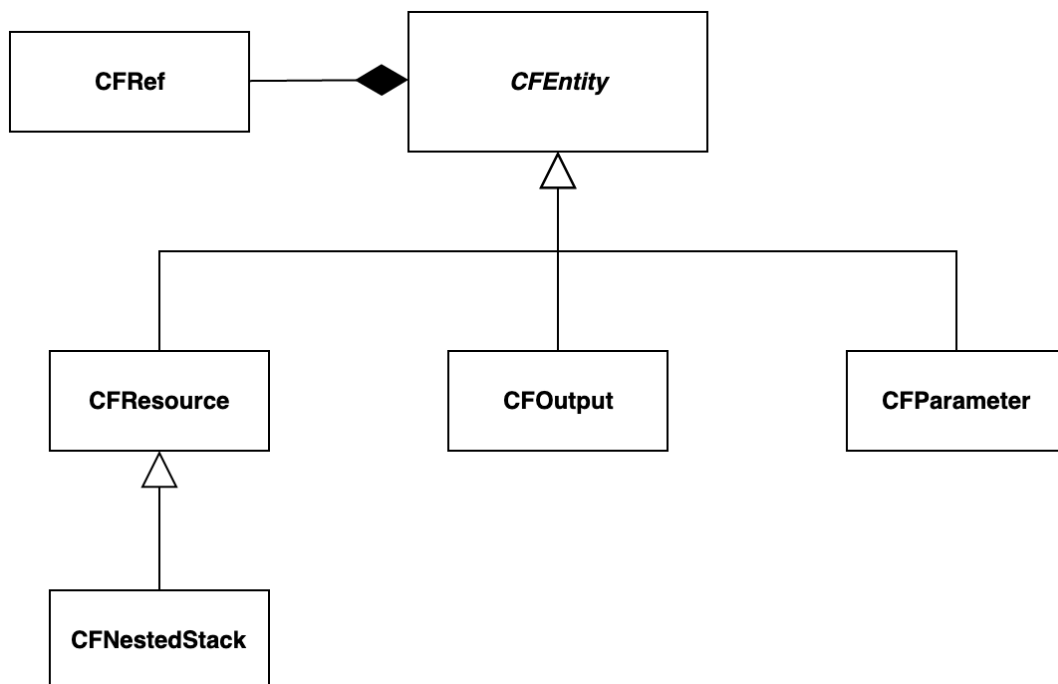 CFRef
CFEntity
CFResource
CFOutput
CFParameter
CFNestedStack